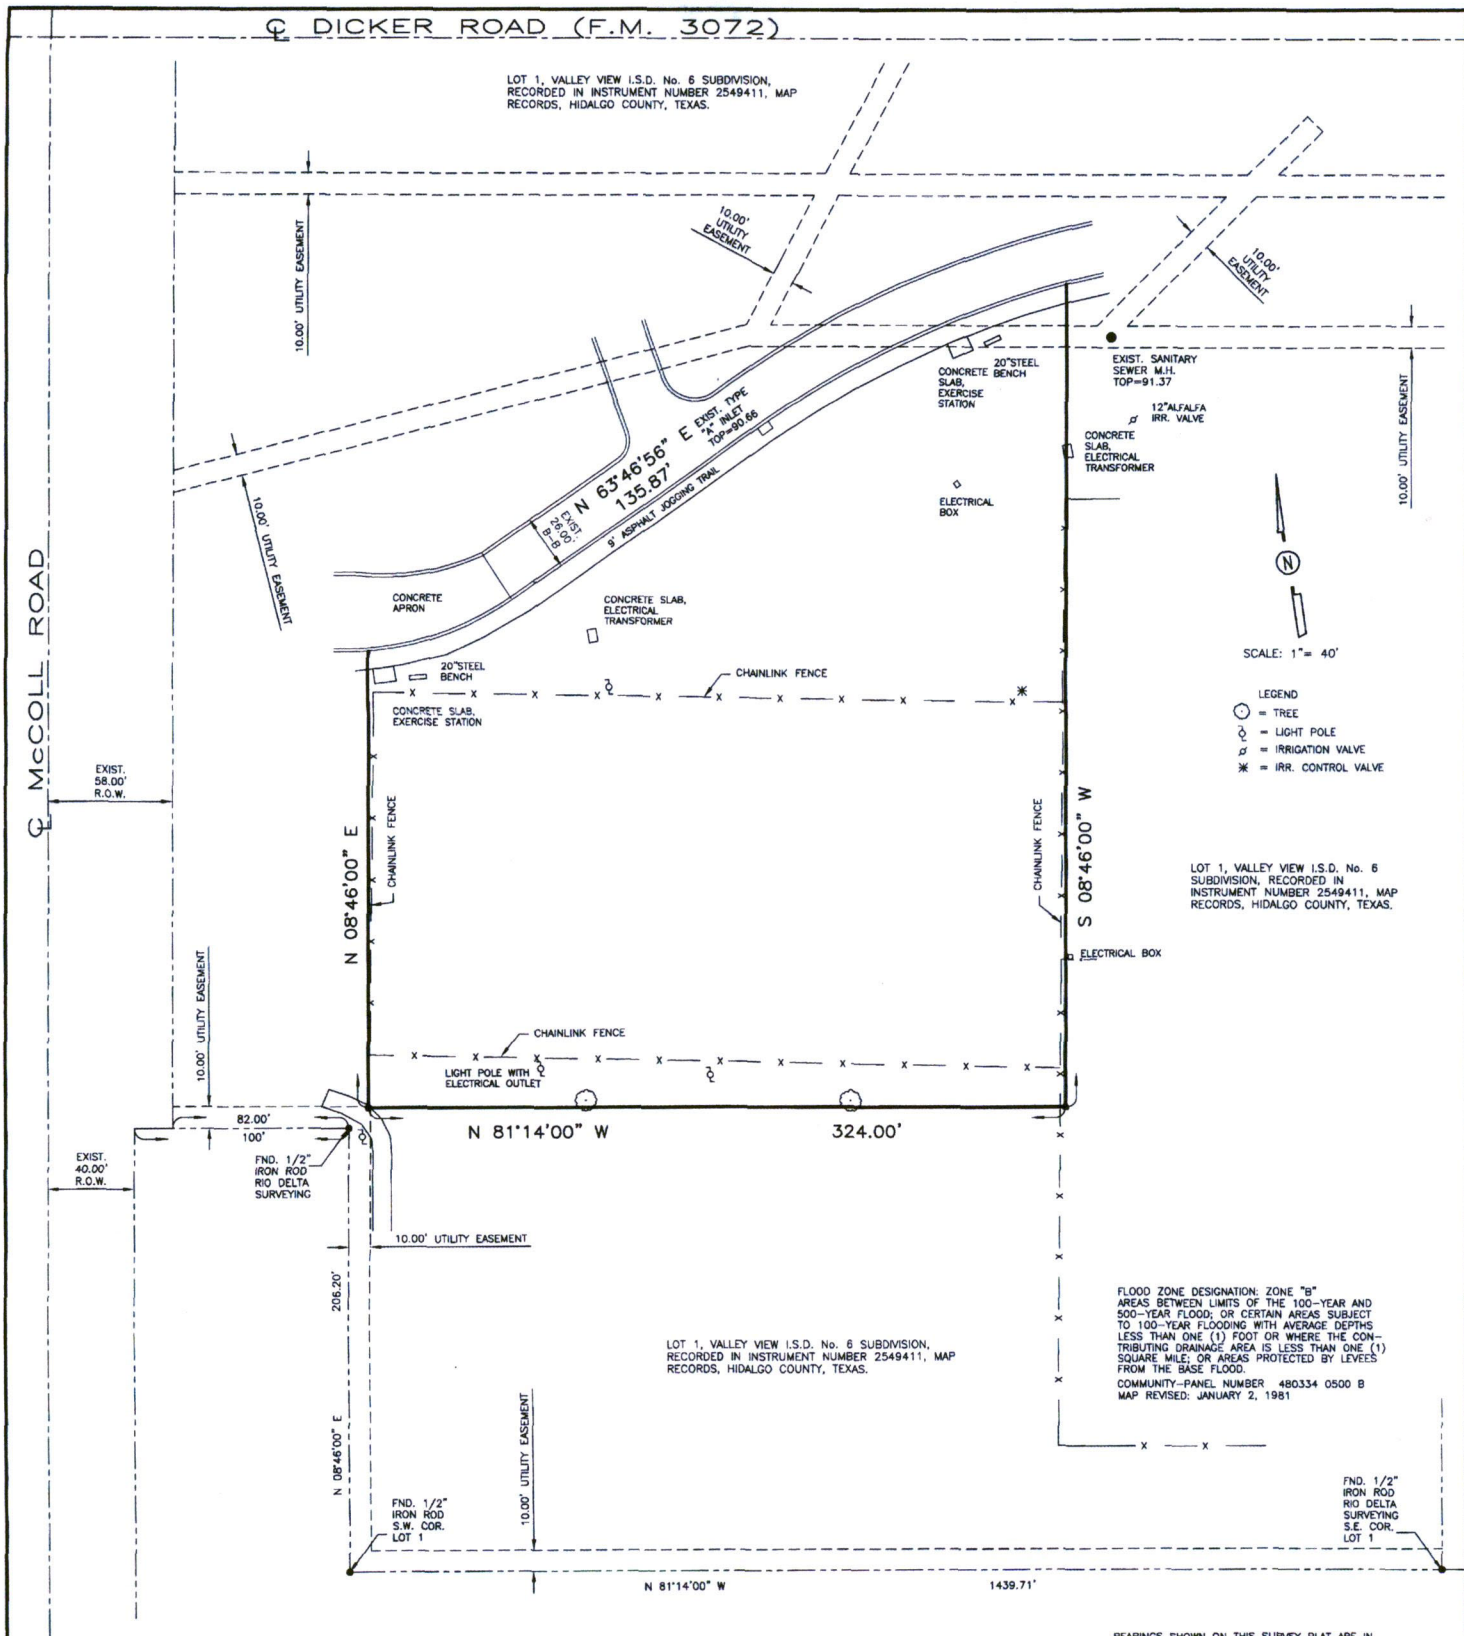 ℄ DICKER ROAD (F.M. 3072)
LOT 1, VALLEY VIEW I.S.D. No. 6 SUBDIVISION,
RECORDED IN INSTRUMENT NUMBER 2549411, MAP
RECORDS, HIDALGO COUNTY, TEXAS.
10.00' UTILITY EASEMENT
10.00'
UTILITY
EASEMENT
10.00'
UTILITY
EASEMENT
10.00' UTILITY EASEMENT
EXIST. SANITARY
SEWER M.H.
TOP=91.37
12"ALFALFA
IRR. VALVE
20"STEEL
BENCH
CONCRETE
SLAB,
EXERCISE
STATION
CONCRETE
SLAB,
ELECTRICAL
TRANSFORMER
ELECTRICAL
BOX
EXIST. TYPE
"A" INLET
TOP=90.66
N 63°46'56" E
135.87'
EXIST.
26.00'
B-B
9' ASPHALT JOGGING TRAIL
10.00' UTILITY EASEMENT
CONCRETE
APRON
CONCRETE SLAB,
ELECTRICAL
TRANSFORMER
20"STEEL
BENCH
CONCRETE SLAB,
EXERCISE STATION
CHAINLINK FENCE
N
SCALE: 1"= 40'
LEGEND
= TREE
= LIGHT POLE
= IRRIGATION VALVE
= IRR. CONTROL VALVE
℄ McCOLL ROAD
EXIST.
58.00'
R.O.W.
N 08°46'00" E
CHAINLINK FENCE
CHAINLINK FENCE
S 08°46'00" W
LOT 1, VALLEY VIEW I.S.D. No. 6
SUBDIVISION, RECORDED IN
INSTRUMENT NUMBER 2549411, MAP
RECORDS, HIDALGO COUNTY, TEXAS.
ELECTRICAL BOX
10.00' UTILITY EASEMENT
CHAINLINK FENCE
LIGHT POLE WITH
ELECTRICAL OUTLET
82.00'
100'
N 81°14'00" W
324.00'
EXIST.
40.00'
R.O.W.
FND. 1/2"
IRON ROD
RIO DELTA
SURVEYING
10.00' UTILITY EASEMENT
206.20'
N 08°46'00" E
LOT 1, VALLEY VIEW I.S.D. No. 6 SUBDIVISION,
RECORDED IN INSTRUMENT NUMBER 2549411, MAP
RECORDS, HIDALGO COUNTY, TEXAS.
FLOOD ZONE DESIGNATION: ZONE "B"
AREAS BETWEEN LIMITS OF THE 100-YEAR AND
500-YEAR FLOOD; OR CERTAIN AREAS SUBJECT
TO 100-YEAR FLOODING WITH AVERAGE DEPTHS
LESS THAN ONE (1) FOOT OR WHERE THE CON-
TRIBUTING DRAINAGE AREA IS LESS THAN ONE (1)
SQUARE MILE; OR AREAS PROTECTED BY LEVEES
FROM THE BASE FLOOD.
COMMUNITY-PANEL NUMBER 480334 0500 B
MAP REVISED: JANUARY 2, 1981
10.00' UTILITY EASEMENT
FND. 1/2"
IRON ROD
S.W. COR.
LOT 1
FND. 1/2"
IRON ROD
RIO DELTA
SURVEYING
S.E. COR.
LOT 1
N 81°14'00" W
1439.71'
BEARINGS SHOWN ON THIS SURVEY PLAT ARE IN